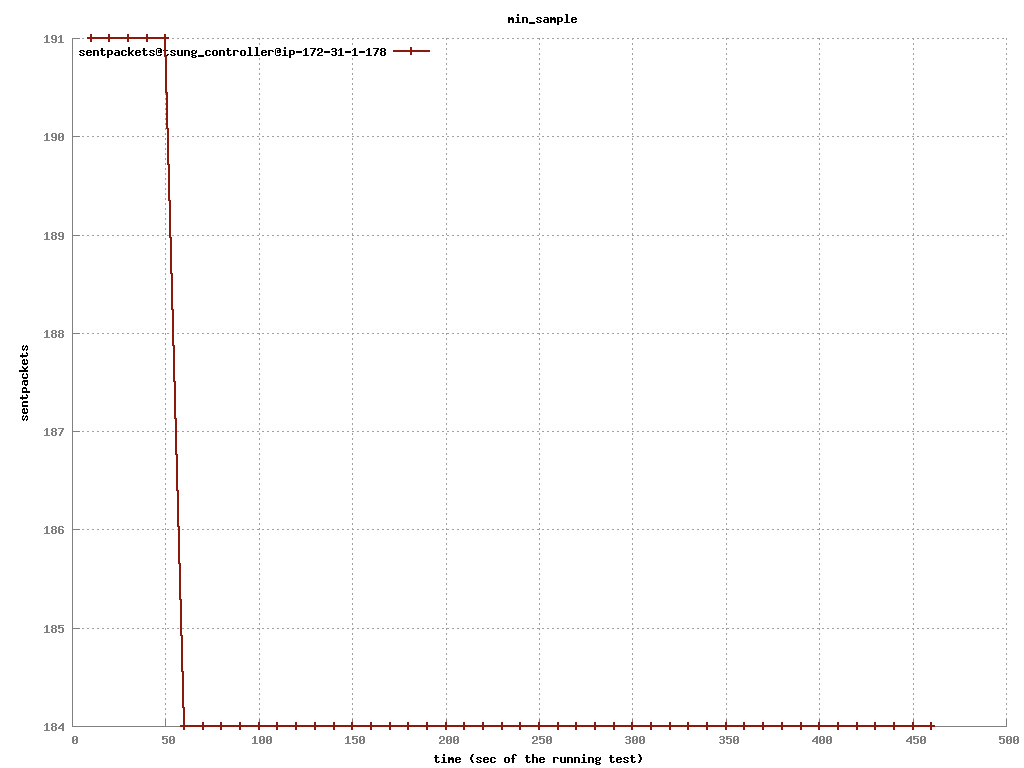 min_sample
191
sentpackets@tsung_controller@ip-172-31-1-178
190
189
188
sentpackets
187
186
185
184
0 50 100 150 200 250 300 350 400 450 500
time (sec of the running test)